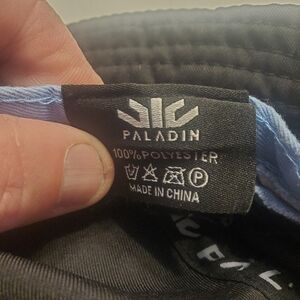 PALADIN
100% POLYESTER
P
MADE IN CHINA